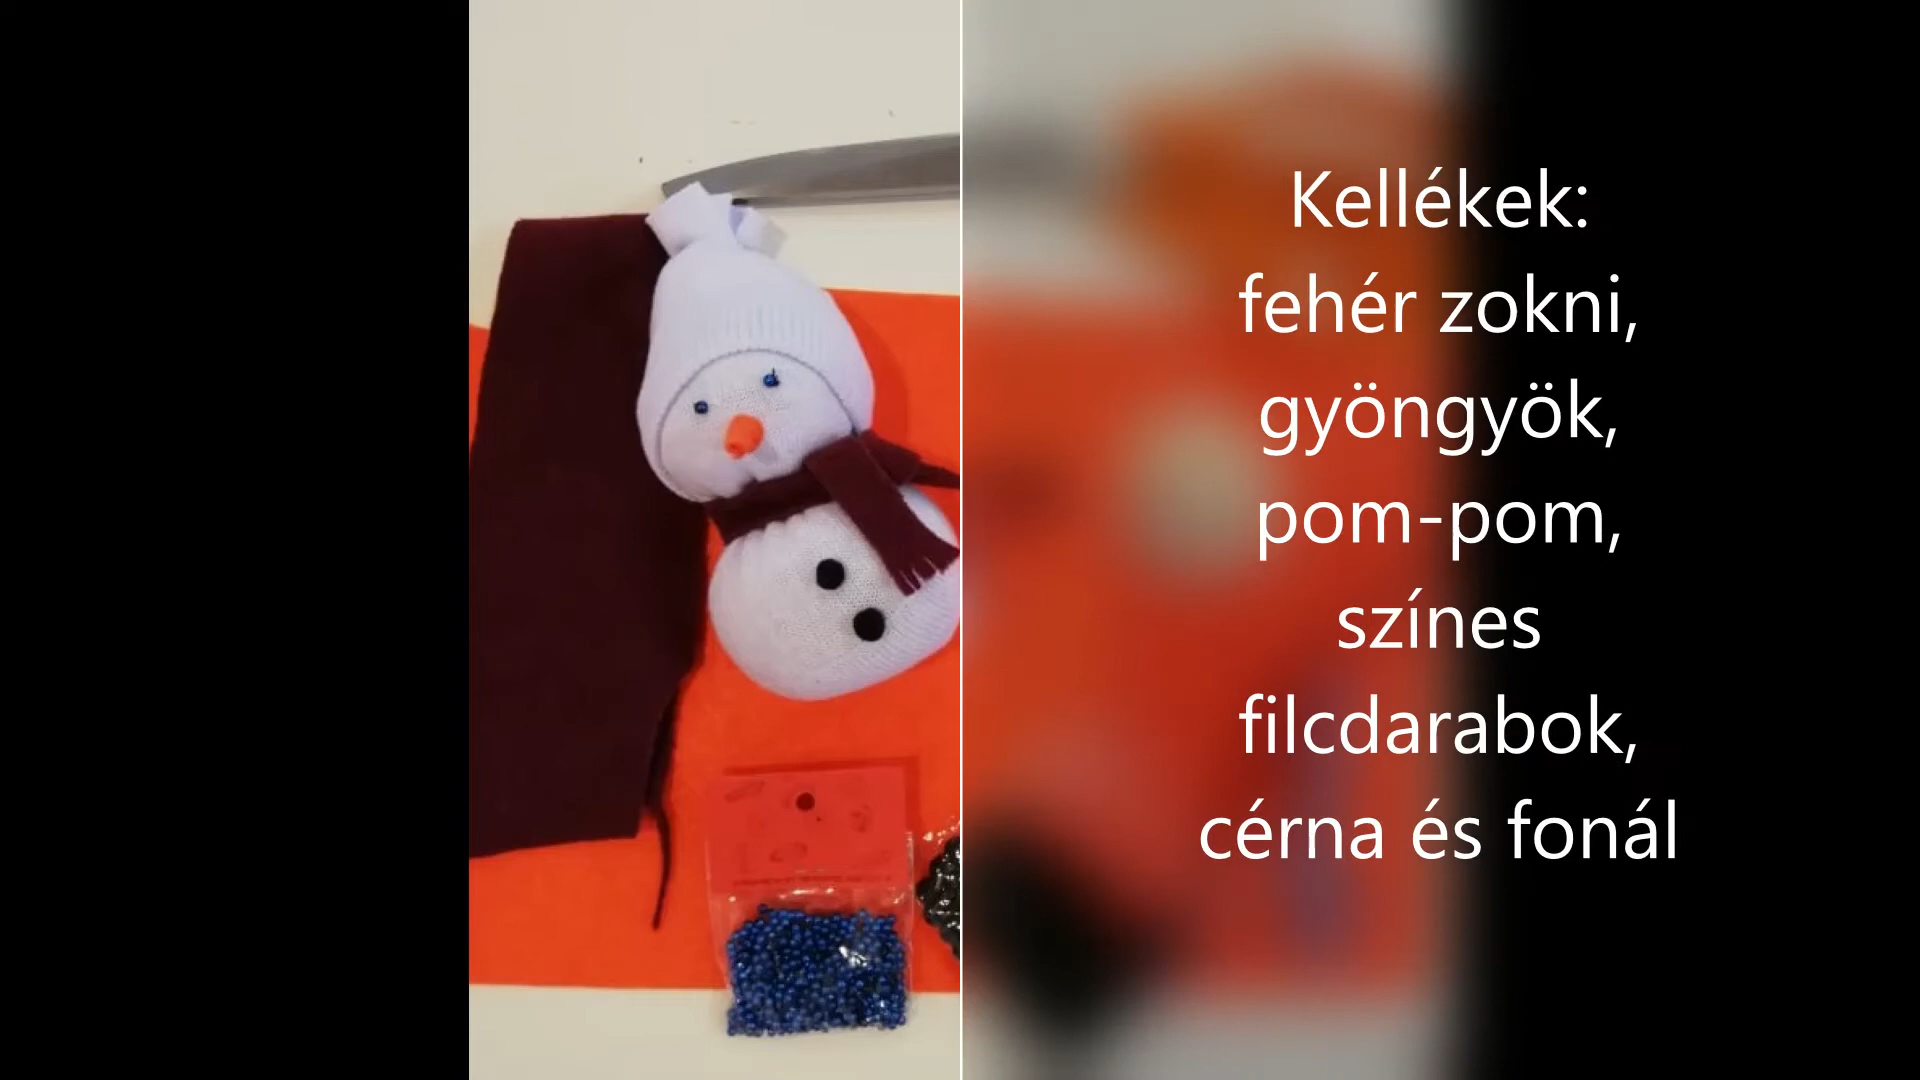 Kellékek:
fehér zokni,
gyöngyök,
pom-pom,
színes
filcdarabok,
cérna és fonál